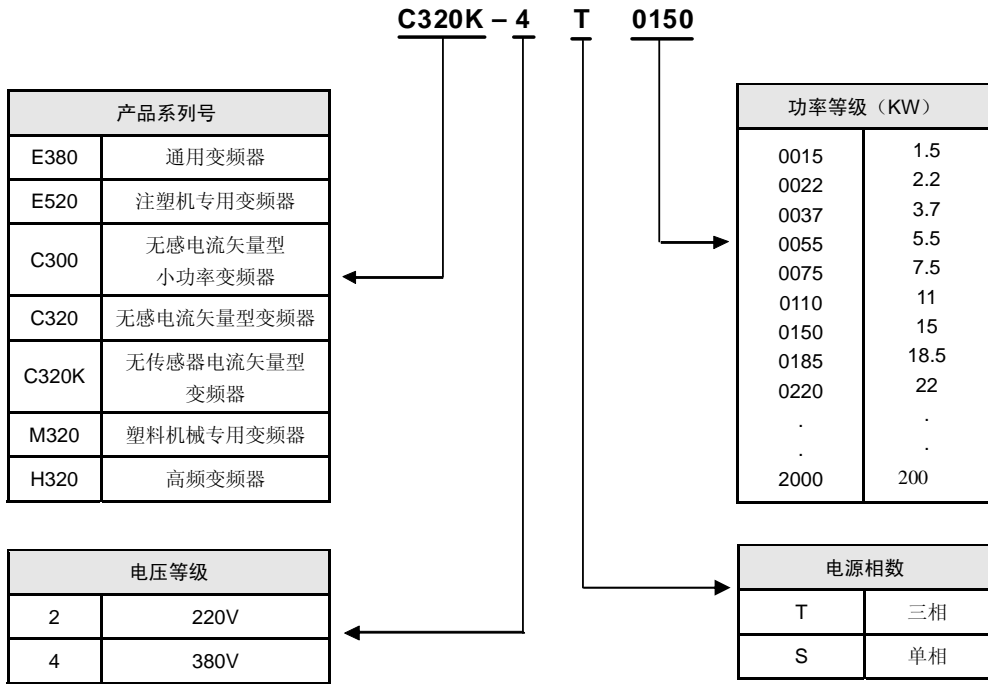 C320K – 4 T 0150
产品系列号
E380 通用变频器
E520 注塑机专用变频器
C300 无感电流矢量型
小功率变频器
C320 无感电流矢量型变频器
C320K 无传感器电流矢量型
变频器
M320 塑料机械专用变频器
H320 高频变频器
功率等级（KW）
0015 1.5
0022 2.2
0037 3.7
0055 5.5
0075 7.5
0110 11
0150 15
0185 18.5
0220 22
. .
. .
2000 200
电压等级
2 220V
4 380V
电源相数
T 三相
S 单相